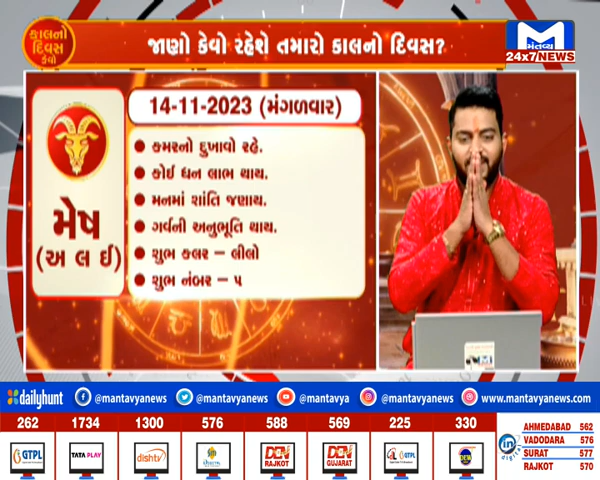 કાલનો
દિવસ
કેવો
જાણો કેવો રહેશે તમારો કાલનો દિવસ?
મંતવ્ય
24x7NEWS
14-11-2023 (મંગળવાર)
મેષ
(અ લ ઈ)
કમરનો દુખાવો રહે.
કોઈ ધન લાભ થાય.
મનમાં શાંતિ જણાય.
ગર્વની અનુભૂતિ થાય.
શુભ કલર – લીલો
શુભ નંબર – ૫
dailyhunt @mantavyanews @mantavyanews @mantavya @mantavyanews @mantavyanews www.mantavyanews.com
262 1734 1300 576 588 569 225 330
GTPL TATA PLAY dishtv DEN RAJKOT DEN GUJARAT GTPL DEN
in digital
AHMEDABAD 562
VADODARA 576
SURAT 577
RAJKOT 570